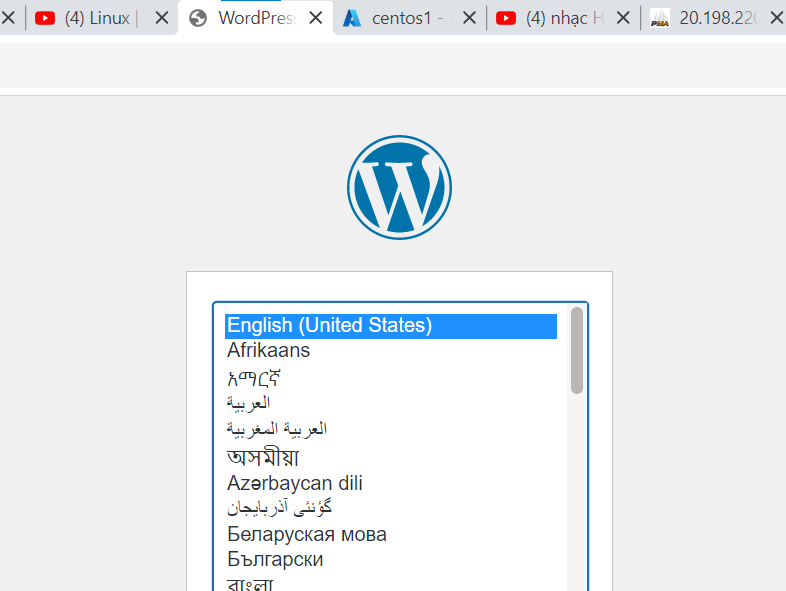 (4) Linux
WordPress
centos1 -
(4) nhạc H
PMA
20.198.220
W
English (United States)
Afrikaans
አማርኛ
العربية
العربية المغربية
অসমীয়া
Azərbaycan dili
گؤنئی آذربایجان
Беларуская мова
Български
বাংলা